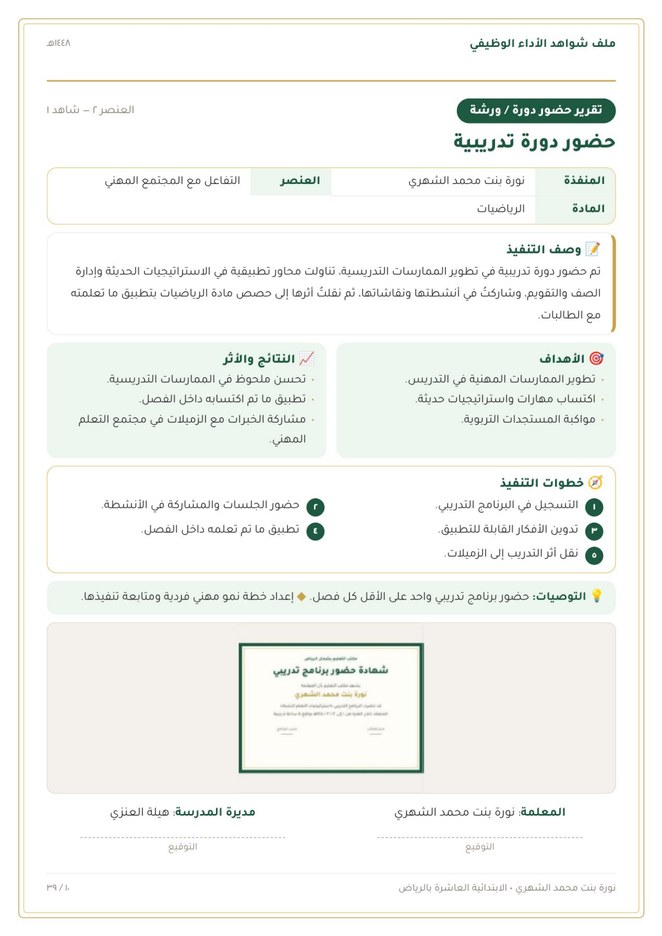 ملف شواهد الأداء الوظيفي
١٤٤٨هـ
تقرير حضور دورة / ورشة
العنصر ٢ – شاهد ١
حضور دورة تدريبية
المنفذة نورة بنت محمد الشهري العنصر التفاعل مع المجتمع المهني
المادة الرياضيات
وصف التنفيذ
تم حضور دورة تدريبية في تطوير الممارسات التدريسية، تناولت محاور تطبيقية في الاستراتيجيات الحديثة وإدارة
الصف والتقويم، وشاركتُ في أنشطتها ونقاشاتها، ثم نقلتُ أثرها إلى حصص مادة الرياضيات بتطبيق ما تعلمته
مع الطالبات.
الأهداف
· تطوير الممارسات المهنية في التدريس.
· اكتساب مهارات واستراتيجيات حديثة.
· مواكبة المستجدات التربوية.
النتائج والأثر
· تحسن ملحوظ في الممارسات التدريسية.
· تطبيق ما تم اكتسابه داخل الفصل.
· مشاركة الخبرات مع الزميلات في مجتمع التعلم
المهني.
خطوات التنفيذ
١ التسجيل في البرنامج التدريبي.
٢ حضور الجلسات والمشاركة في الأنشطة.
٣ تدوين الأفكار القابلة للتطبيق.
٤ تطبيق ما تم تعلمه داخل الفصل.
٥ نقل أثر التدريب إلى الزميلات.
التوصيات: حضور برنامج تدريبي واحد على الأقل كل فصل. ◆ إعداد خطة نمو مهني فردية ومتابعة تنفيذها.
مكتب التعليم بشمال الرياض
شهادة حضور برنامج تدريبي
نورة بنت محمد الشهري
المعلمة: نورة بنت محمد الشهري
مديرة المدرسة: هيلة العنزي
التوقيع
التوقيع
نورة بنت محمد الشهري • الابتدائية العاشرة بالرياض
١٠ / ٣٩